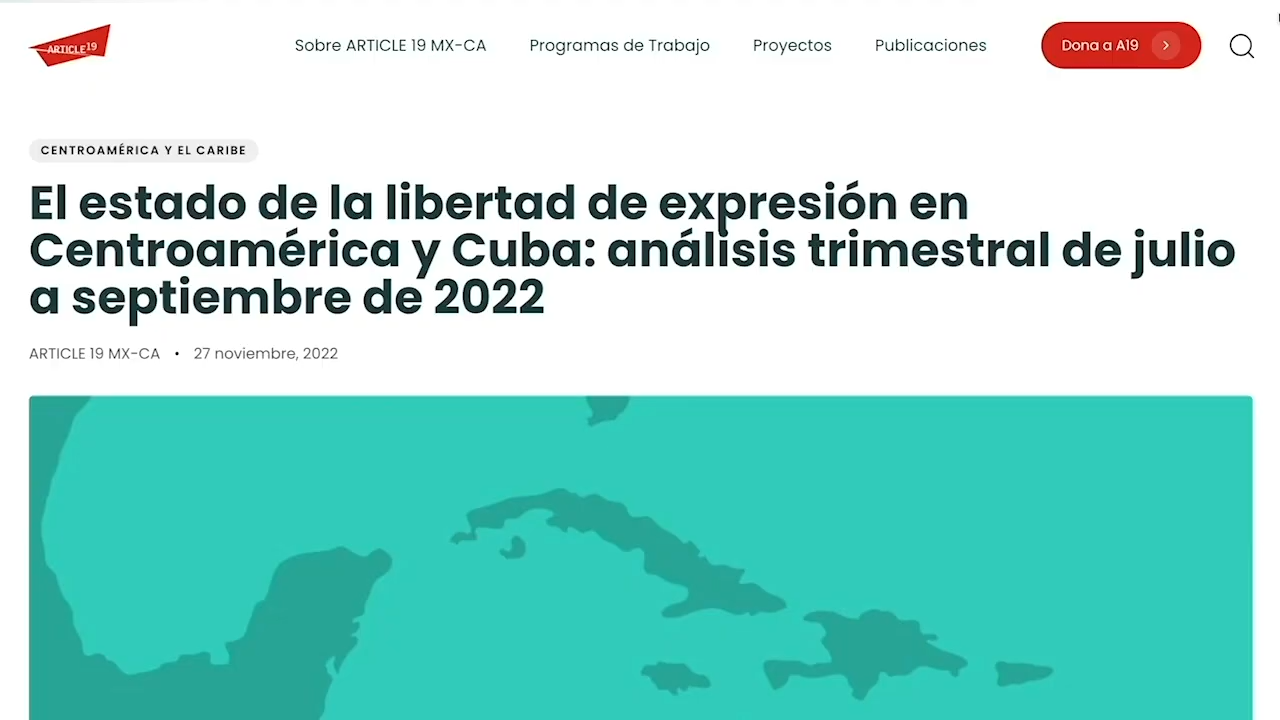 ARTICLE 19
Sobre ARTICLE 19 MX-CA
Programas de Trabajo
Proyectos
Publicaciones
Dona a A19
CENTROAMÉRICA Y EL CARIBE
El estado de la libertad de expresión en
Centroamérica y Cuba: análisis trimestral de julio
a septiembre de 2022
ARTICLE 19 MX-CA • 27 noviembre, 2022